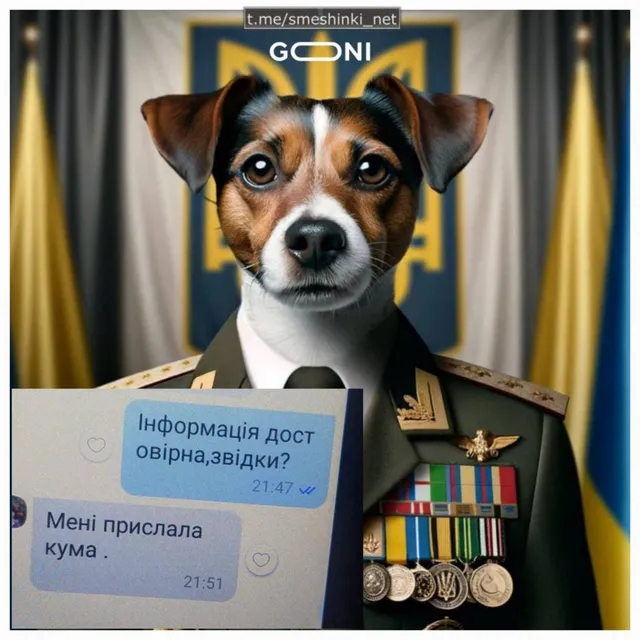 t.me/smeshinki_net
GOONI
Інформація дост
овірна,звідки?
21:47
Мені прислала
кума .
21:51